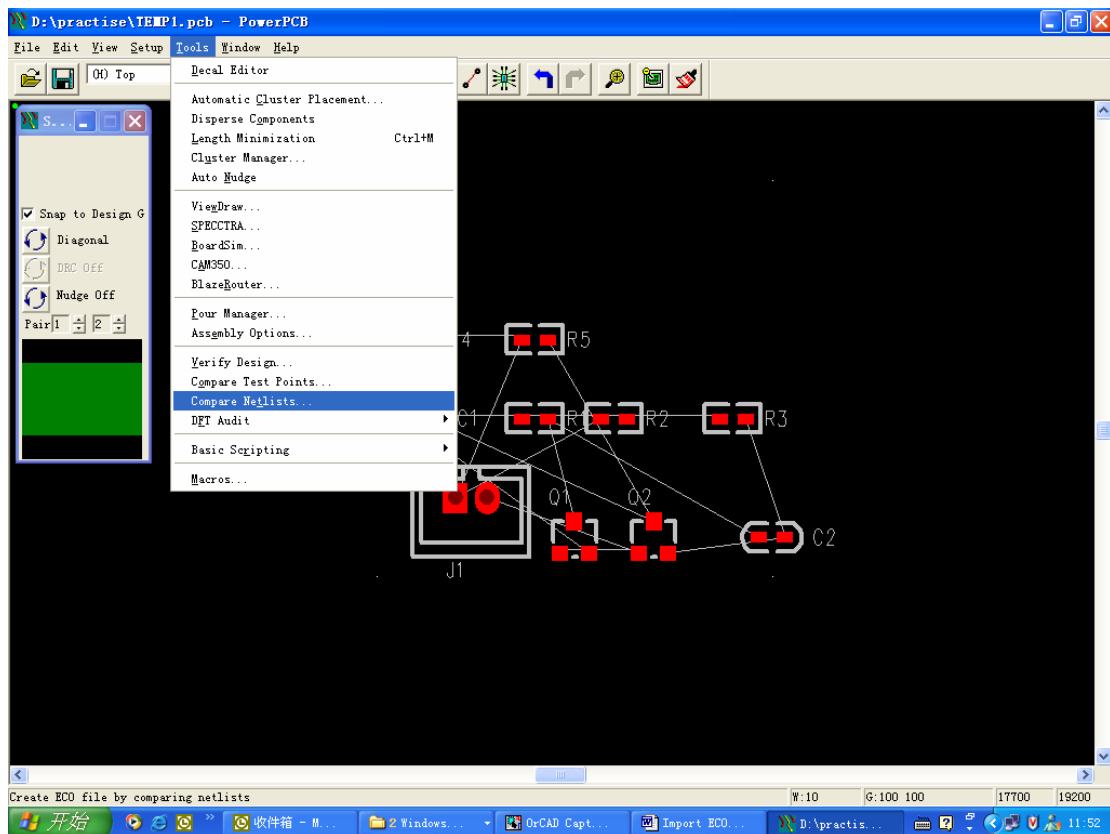 D:\practise\TEMP1.pcb - PowerPCB
File Edit View Setup Tools Window Help
(H) Top
S...
Snap to Design G
Diagonal
DRC Off
Nudge Off
Pair 1 2
Decal Editor
Automatic Cluster Placement...
Disperse Components
Length Minimization Ctrl+M
Cluster Manager...
Auto Nudge
ViewDraw...
SPECCTRA...
BoardSim...
CAM350...
BlazeRouter...
Pour Manager...
Assembly Options...
Verify Design...
Compare Test Points...
Compare Netlists...
DFT Audit
Basic Scripting
Macros...
4 R5
C1 R2 R3
Q1 Q2
C2
J1
Create ECO file by comparing netlists W:10 G:100 100 17700 19200
开始 收件箱 - M... 2 Windows... OrCAD Capt... Import ECO... D:\practis... 11:52